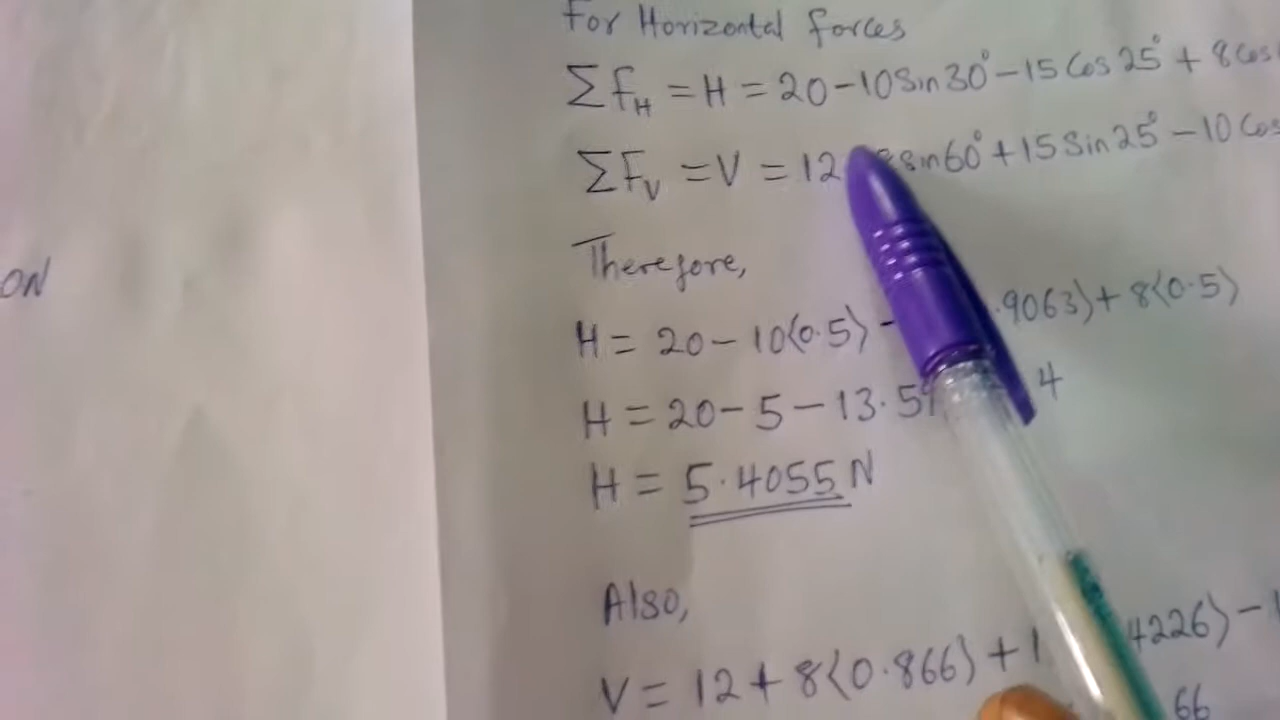 For Horizontal forces
ΣF_H = H = 20 - 10 Sin 30° - 15 Cos 25° + 8 Cos
ΣF_V = V = 12 sin 60° + 15 Sin 25° - 10 Cos
ON
Therefore,
H = 20 - 10(0.5) - .9063) + 8(0.5)
H = 20 - 5 - 13.5 4
H = 5.4055 N
Also,
V = 12 + 8(0.866) + 1 4226) -
66